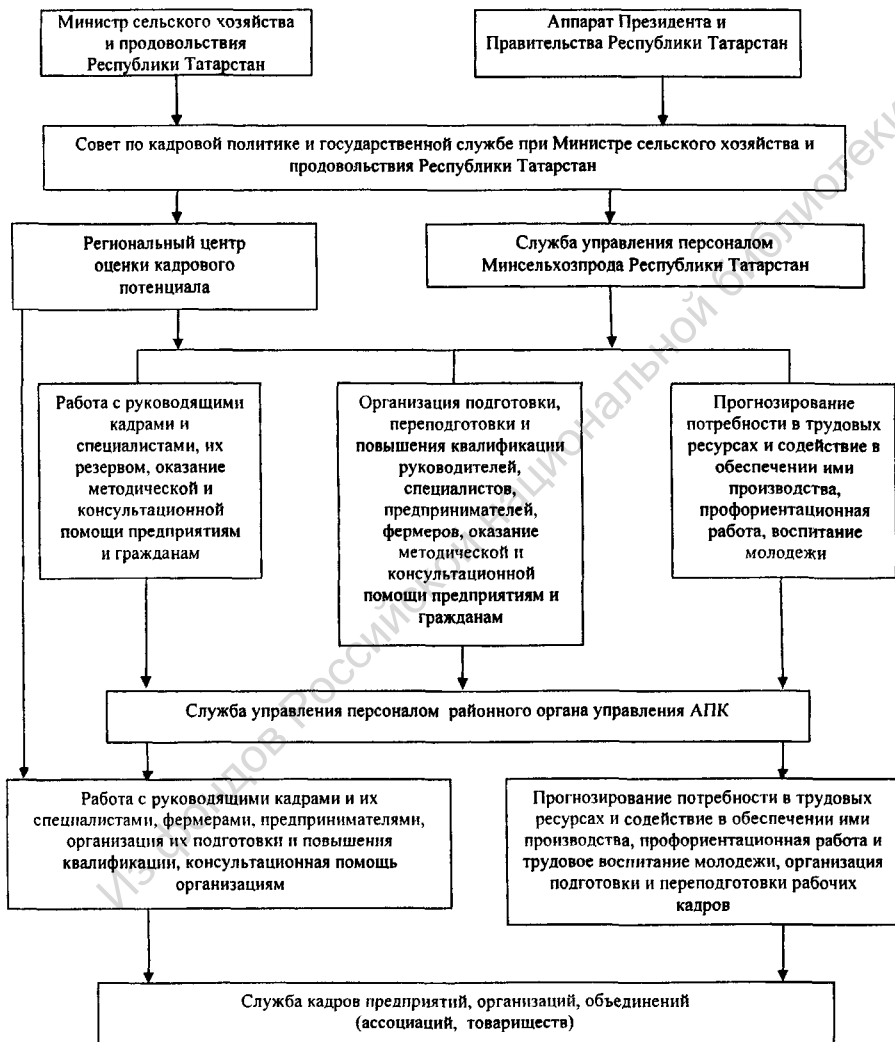 Министр сельского хозяйства
и продовольствия
Республики Татарстан
Аппарат Президента и
Правительства Республики Татарстан
Совет по кадровой политике и государственной службе при Министре сельского хозяйства и
продовольствия Республики Татарстан
Региональный центр
оценки кадрового
потенциала
Служба управления персоналом
Минсельхозпрода Республики Татарстан
Работа с руководящими
кадрами и
специалистами, их
резервом, оказание
методической и
консультационной
помощи предприятиям
и гражданам
Организация подготовки,
переподготовки и
повышения квалификации
руководителей,
специалистов,
предпринимателей,
фермеров, оказание
методической и
консультационной
помощи предприятиям и
гражданам
Прогнозирование
потребности в трудовых
ресурсах и содействие в
обеспечении ими
производства,
профориентационная
работа, воспитание
молодежи
Служба управления персоналом районного органа управления АПК
Работа с руководящими кадрами и их
специалистами, фермерами, предпринимателями,
организация их подготовки и повышения
квалификации, консультационная помощь
организациям
Прогнозирование потребности в трудовых
ресурсах и содействие в обеспечении ими
производства, профориентационная работа и
трудовое воспитание молодежи, организация
подготовки и переподготовки рабочих
кадров
Служба кадров предприятий, организаций, объединений
(ассоциаций, товариществ)
Из фондов Российской национальной библиотеки